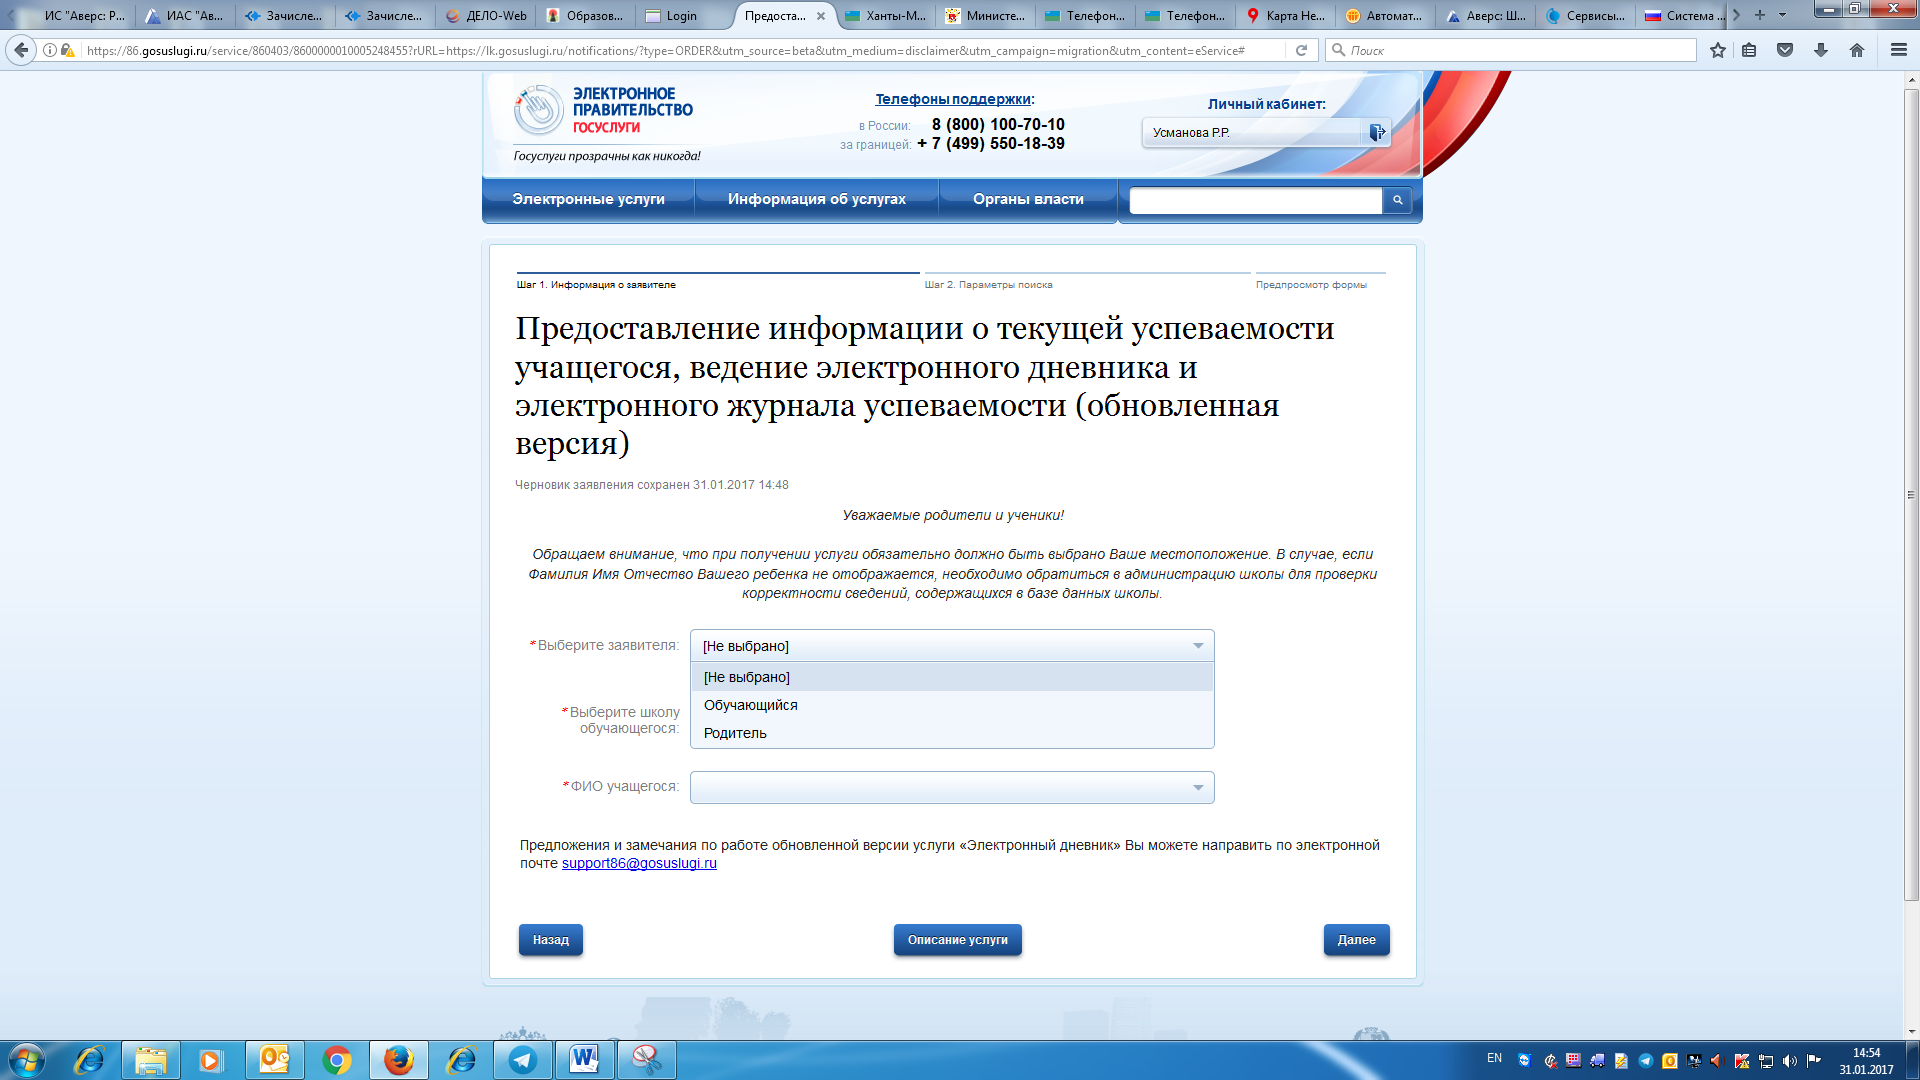 ИС "Аверс: Р...
ИАС "Ав...
Зачисле...
Зачисле...
ДЕЛО-Web
Образов...
Login
Предоста...
Ханты-М...
Министе...
Телефон...
Телефон...
Карта Не...
Автомат...
Аверс: Ш...
Сервисы...
Система ...
https://86.gosuslugi.ru/service/860403/8600000010005248455?rURL=https://lk.gosuslugi.ru/notifications/?type=ORDER&utm_source=beta&utm_medium=disclaimer&utm_campaign=migration&utm_content=eService#
Поиск
ЭЛЕКТРОННОЕ
ПРАВИТЕЛЬСТВО
ГОСУСЛУГИ
Госуслуги прозрачны как никогда!
Телефоны поддержки:
в России: 8 (800) 100-70-10
за границей: + 7 (499) 550-18-39
Личный кабинет:
Усманова Р.Р.
Электронные услуги
Информация об услугах
Органы власти
Шаг 1. Информация о заявителе
Шаг 2. Параметры поиска
Предпросмотр формы
Предоставление информации о текущей успеваемости
учащегося, ведение электронного дневника и
электронного журнала успеваемости (обновленная
версия)
Черновик заявления сохранен 31.01.2017 14:48
Уважаемые родители и ученики!
Обращаем внимание, что при получении услуги обязательно должно быть выбрано Ваше местоположение. В случае, если
Фамилия Имя Отчество Вашего ребенка не отображается, необходимо обратиться в администрацию школы для проверки
корректности сведений, содержащихся в базе данных школы.
*Выберите заявителя:
[Не выбрано]
[Не выбрано]
Обучающийся
Родитель
*Выберите школу
обучающегося:
*ФИО учащегося:
Предложения и замечания по работе обновленной версии услуги «Электронный дневник» Вы можете направить по электронной
почте support86@gosuslugi.ru
Назад
Описание услуги
Далее
EN
14:54
31.01.2017